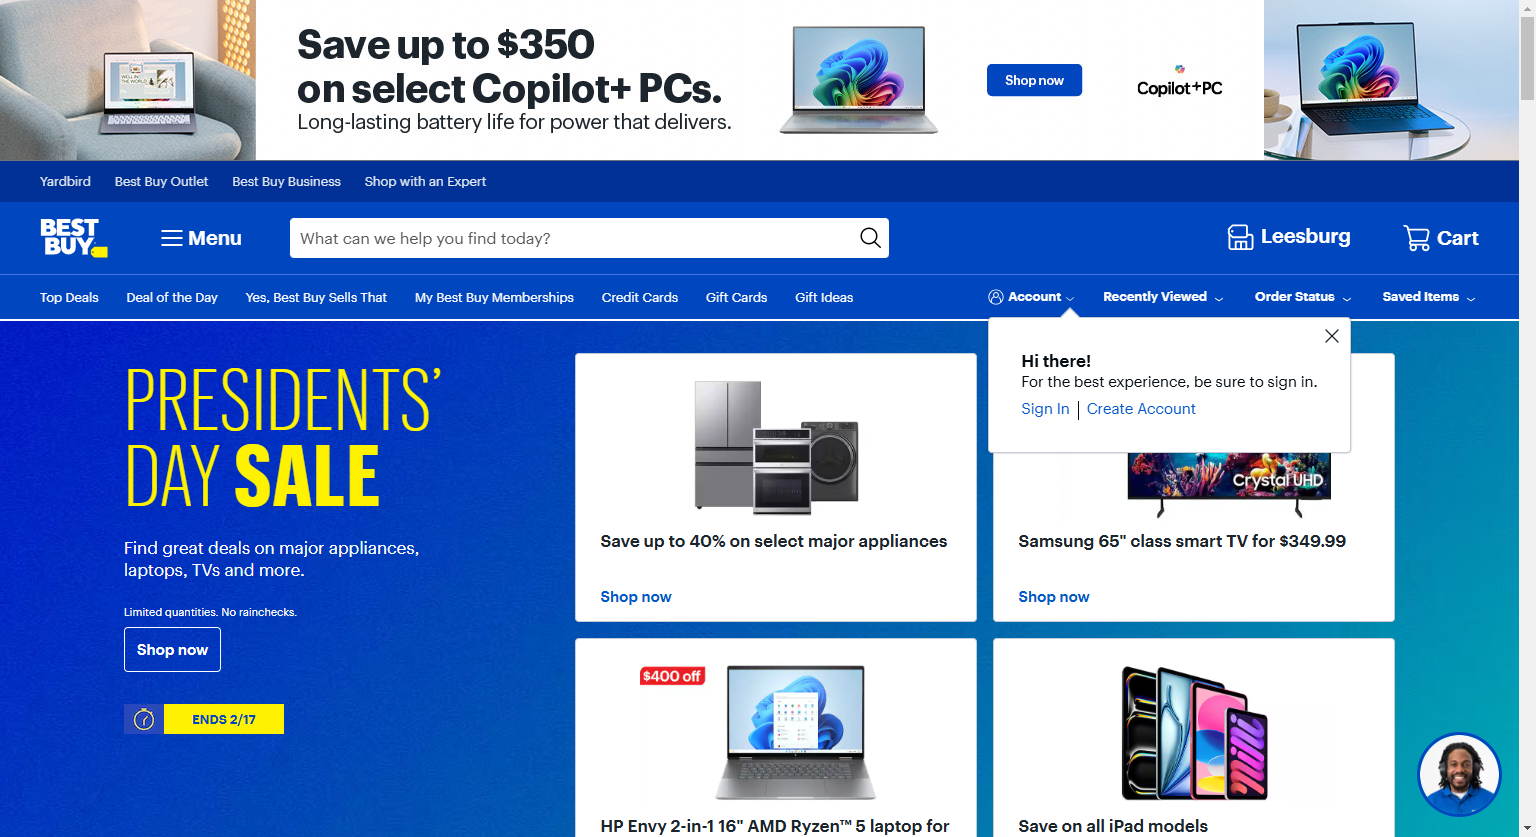 Save up to $350
on select Copilot+ PCs.
Long-lasting battery life for power that delivers.
Shop now
Copilot+PC
Yardbird
Best Buy Outlet
Best Buy Business
Shop with an Expert
BEST
BUY
Menu
What can we help you find today?
Leesburg
Cart
Top Deals
Deal of the Day
Yes, Best Buy Sells That
My Best Buy Memberships
Credit Cards
Gift Cards
Gift Ideas
Account
Recently Viewed
Order Status
Saved Items
Hi there!
For the best experience, be sure to sign in.
Sign In | Create Account
PRESIDENTS'
DAY SALE
Find great deals on major appliances,
laptops, TVs and more.
Limited quantities. No rainchecks.
Shop now
ENDS 2/17
Save up to 40% on select major appliances
Shop now
Crystal UHD
Samsung 65" class smart TV for $349.99
Shop now
$400 off
HP Envy 2-in-1 16" AMD Ryzen™ 5 laptop for
Save on all iPad models